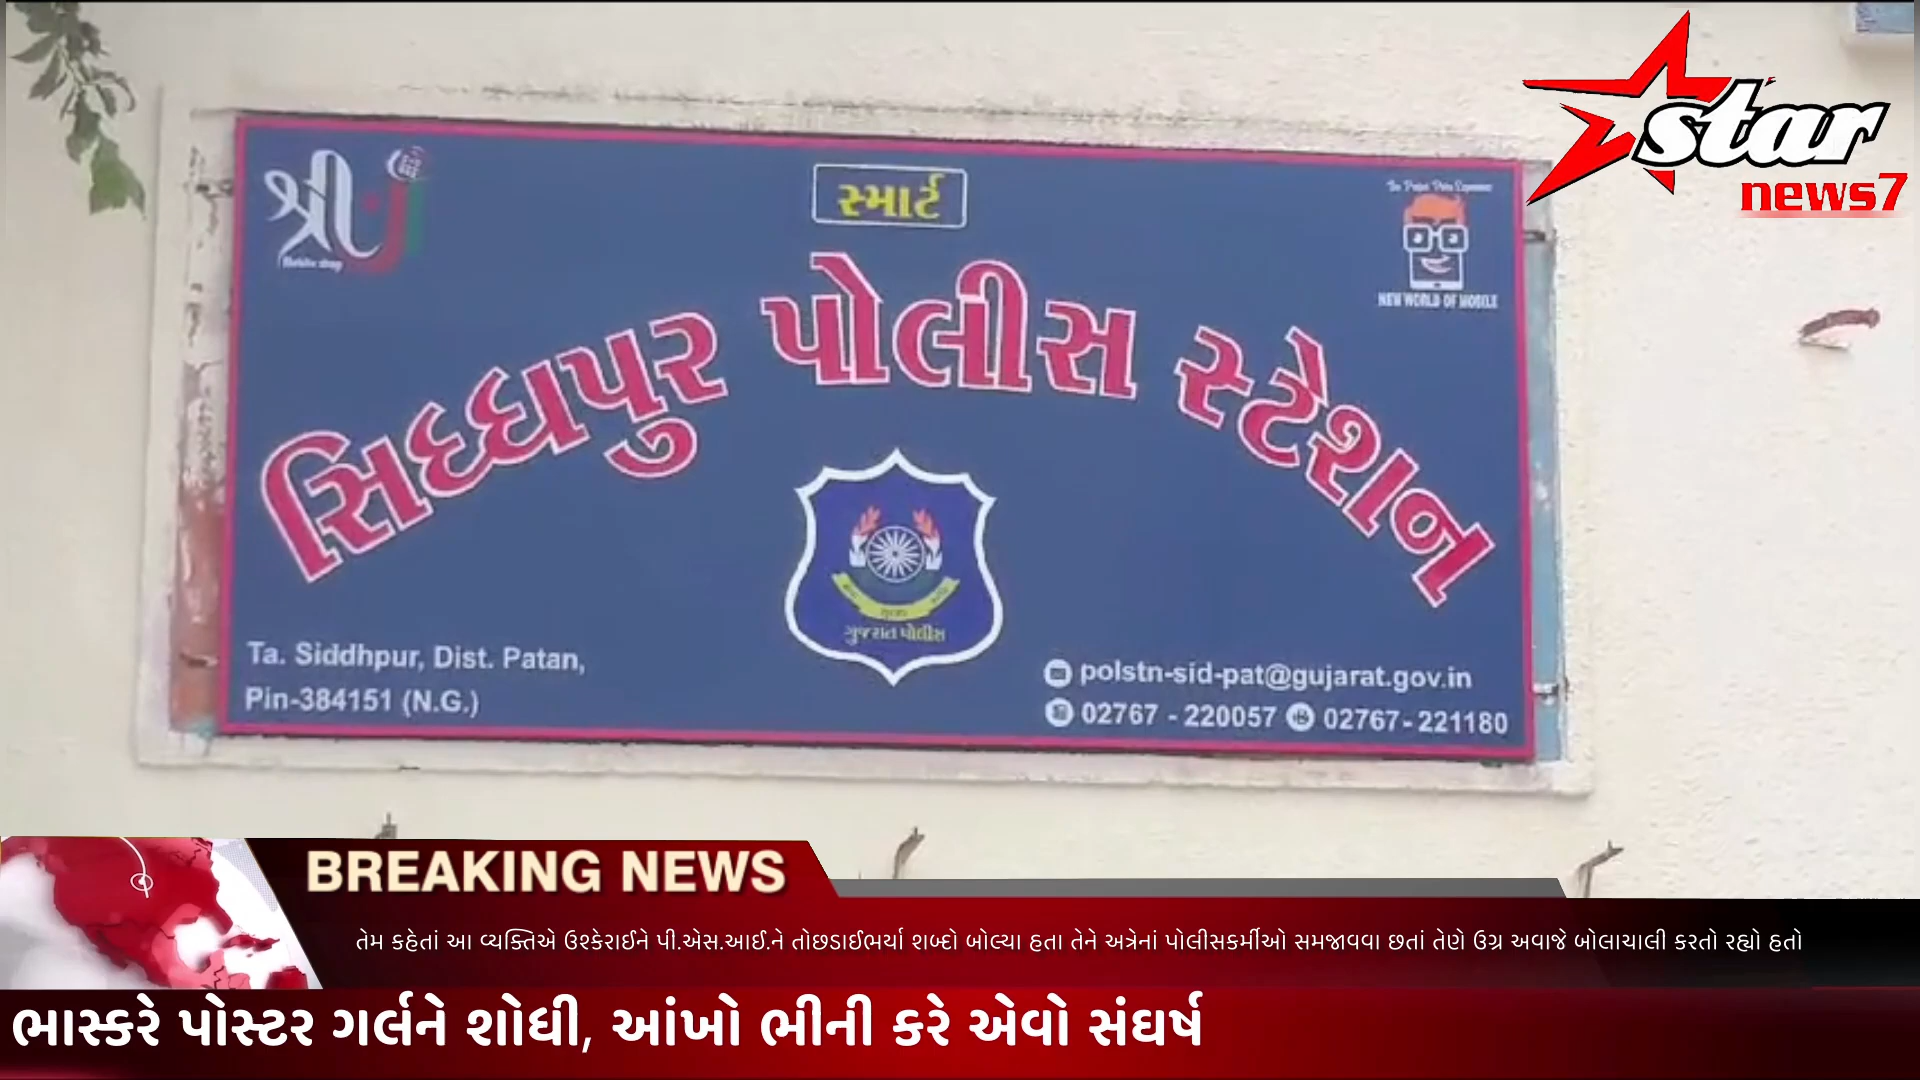 star
news7
શ્રીJi
સ્માર્ટ
NEW WORLD OF MOBILE
સિધ્ધપુર પોલીસ સ્ટેશન
ગુજરાત પોલીસ
Ta. Siddhpur, Dist. Patan,
Pin-384151 (N.G.)
polstn-sid-pat@gujarat.gov.in
02767 - 220057 02767-221180
BREAKING NEWS
તેમ કહેતાં આ વ્યક્તિએ ઉશ્કેરાઈને પી.એસ.આઈ.ને તોછડાઈભર્યા શબ્દો બોલ્યા હતા તેને અત્રેનાં પોલીસકર્મીઓ સમજાવવા છતાં તેણે ઉગ્ર અવાજે બોલાચાલી કરતો રહ્યો હતો
ભાસ્કરે પોસ્ટર ગર્લને શોધી, આંખો ભીની કરે એવો સંઘર્ષ